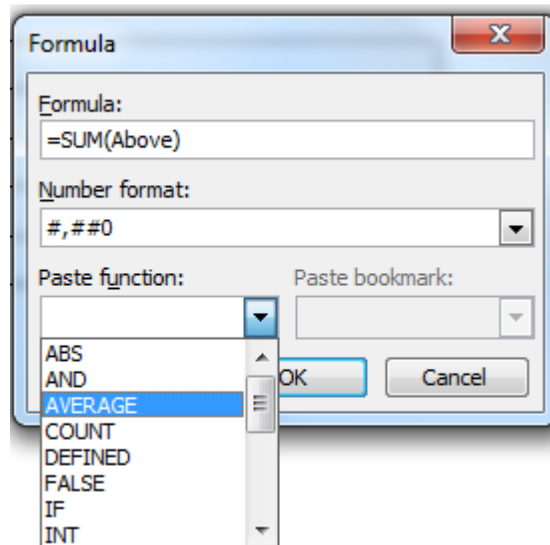 Formula
Formula:
=SUM(Above)
Number format:
#,##0
Paste function: Paste bookmark:
ABS
AND
AVERAGE
COUNT
DEFINED
FALSE
IF
INT
OK Cancel